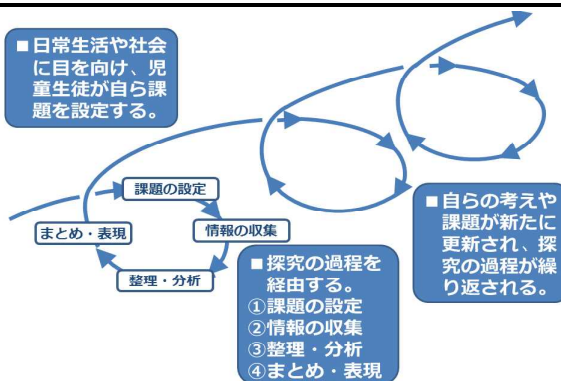 ■日常生活や社会
に目を向け、児
童生徒が自ら課
題を設定する。
課題の設定
情報の収集
整理・分析
まとめ・表現
■探究の過程を
経由する。
①課題の設定
②情報の収集
③整理・分析
④まとめ・表現
■自らの考えや
課題が新たに
更新され、探
究の過程が繰
り返される。